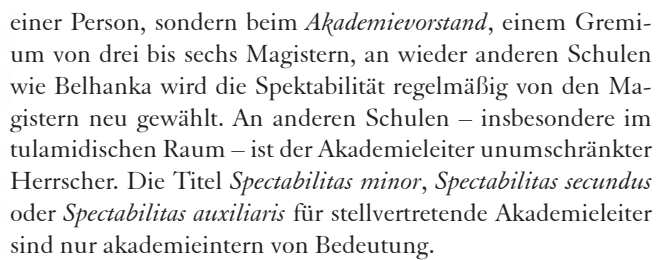 einer Person, sondern beim Akademievorstand, einem Gremi-
um von drei bis sechs Magistern, an wieder anderen Schulen
wie Belhanka wird die Spektabilität regelmäßig von den Ma-
gistern neu gewählt. An anderen Schulen – insbesondere im
tulamidischen Raum – ist der Akademieleiter unumschränkter
Herrscher. Die Titel Spectabilitas minor, Spectabilitas secundus
oder Spectabilitas auxiliaris für stellvertretende Akademieleiter
sind nur akademieintern von Bedeutung.